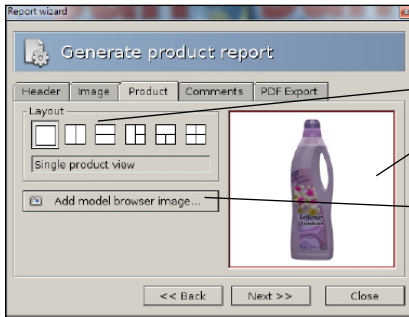 Report wizard
Generate product report
Header Image Product Comments PDF Export
Layout
Single product view
Add model browser image...
<< Back Next >> Close